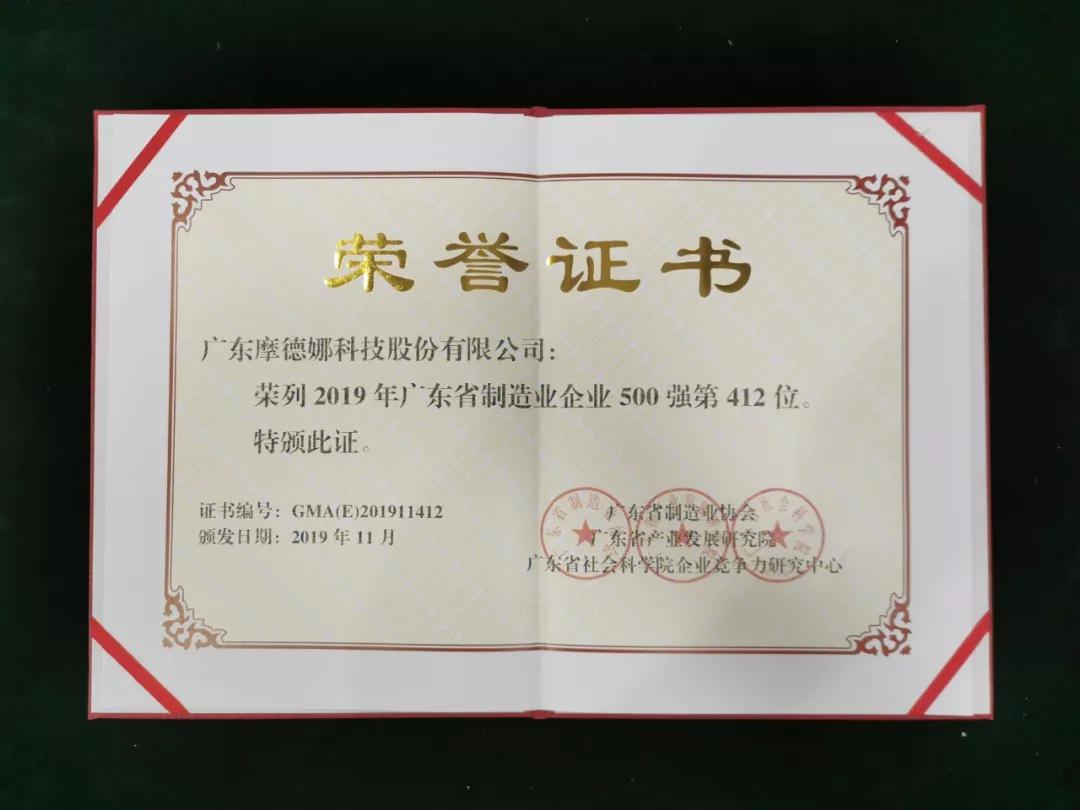 荣誉证书
广东摩德娜科技股份有限公司：
荣列 2019 年广东省制造业企业 500 强第 412 位。
特颁此证。
证书编号：GMA(E)201911412
颁发日期：2019 年 11 月
广东省制造业协会
广东省产业发展研究院
广东省社会科学院企业竞争力研究中心